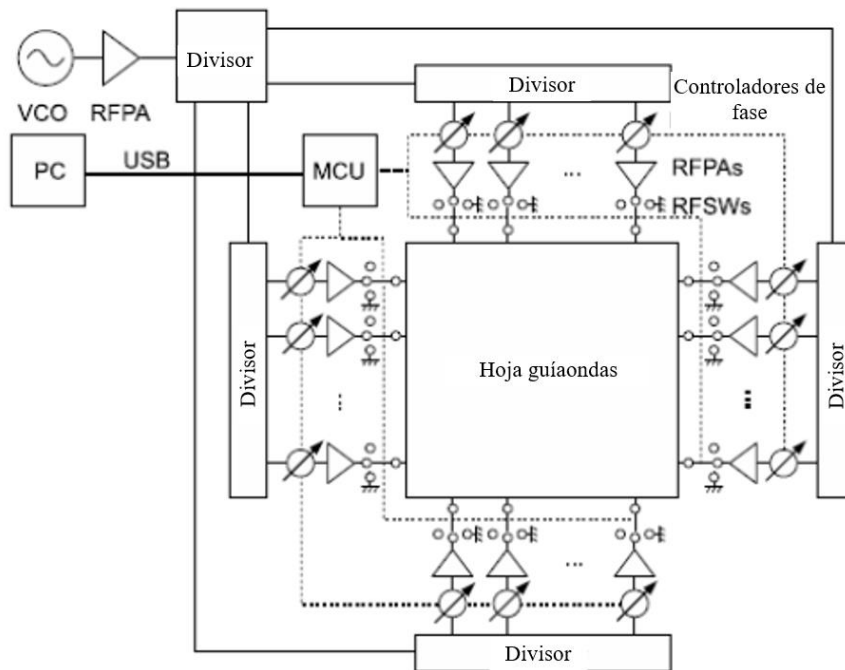 Divisor
VCO
RFPA
Divisor
Controladores de
fase
PC
USB
MCU
RFPAs
...
RFSWs
Divisor
...
Hoja guíaondas
...
Divisor
...
Divisor